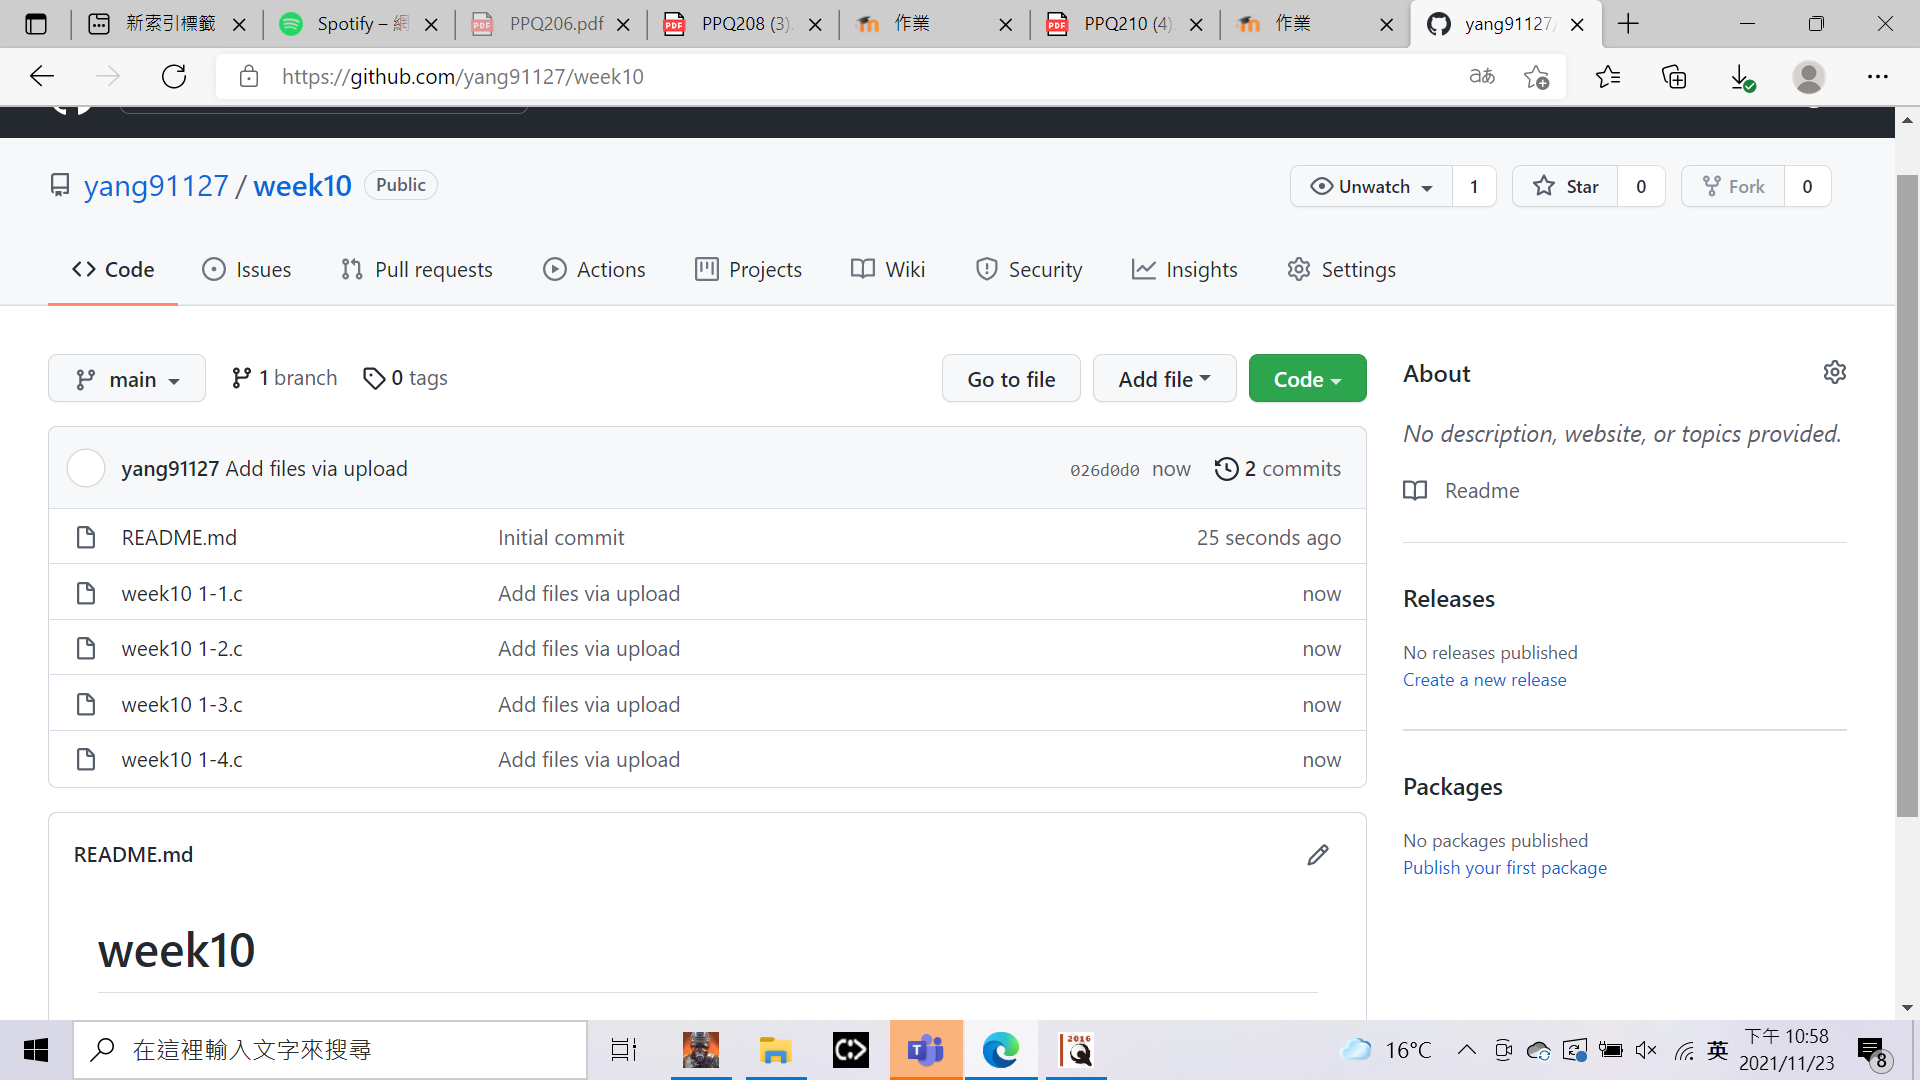 新索引標籤
Spotify – 網
PPQ206.pdf
PPQ208 (3).
作業
PPQ210 (4)
作業
yang91127/
https://github.com/yang91127/week10
yang91127 / week10 Public
Unwatch 1
Star 0
Fork 0
Code
Issues
Pull requests
Actions
Projects
Wiki
Security
Insights
Settings
main
1 branch
0 tags
Go to file
Add file
Code
yang91127 Add files via upload
026d0d0 now 2 commits
README.md Initial commit 25 seconds ago
week10 1-1.c Add files via upload now
week10 1-2.c Add files via upload now
week10 1-3.c Add files via upload now
week10 1-4.c Add files via upload now
README.md
week10
About
No description, website, or topics provided.
Readme
Releases
No releases published
Create a new release
Packages
No packages published
Publish your first package
在這裡輸入文字來搜尋
2016
16°C
英
下午 10:58
2021/11/23
8